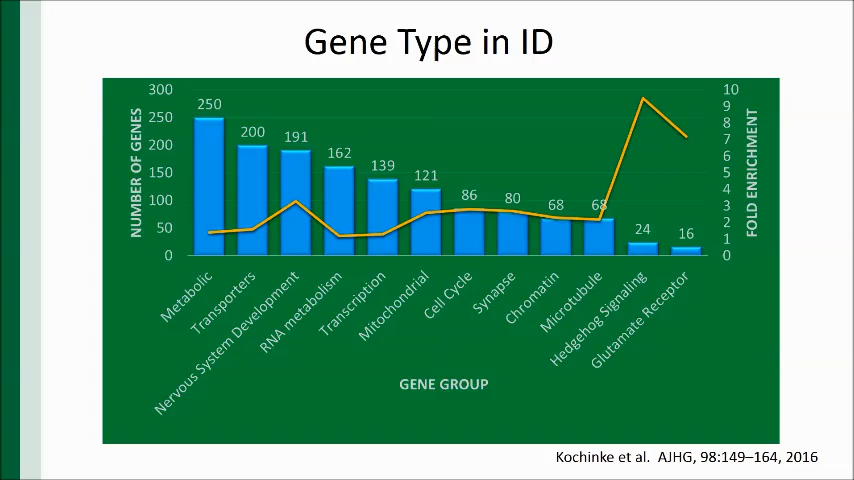 Gene Type in ID
NUMBER OF GENES
300
250
200
150
100
50
0
250
200
191
162
139
121
86
80
68
68
24
16
10
9
8
7
6
5
4
3
2
1
0
FOLD ENRICHMENT
Metabolic
Transporters
Nervous System Development
RNA metabolism
Transcription
Mitochondrial
Cell Cycle
Synapse
Chromatin
Microtubule
Hedgehog Signaling
Glutamate Receptor
GENE GROUP
Kochinke et al. AJHG, 98:149–164, 2016